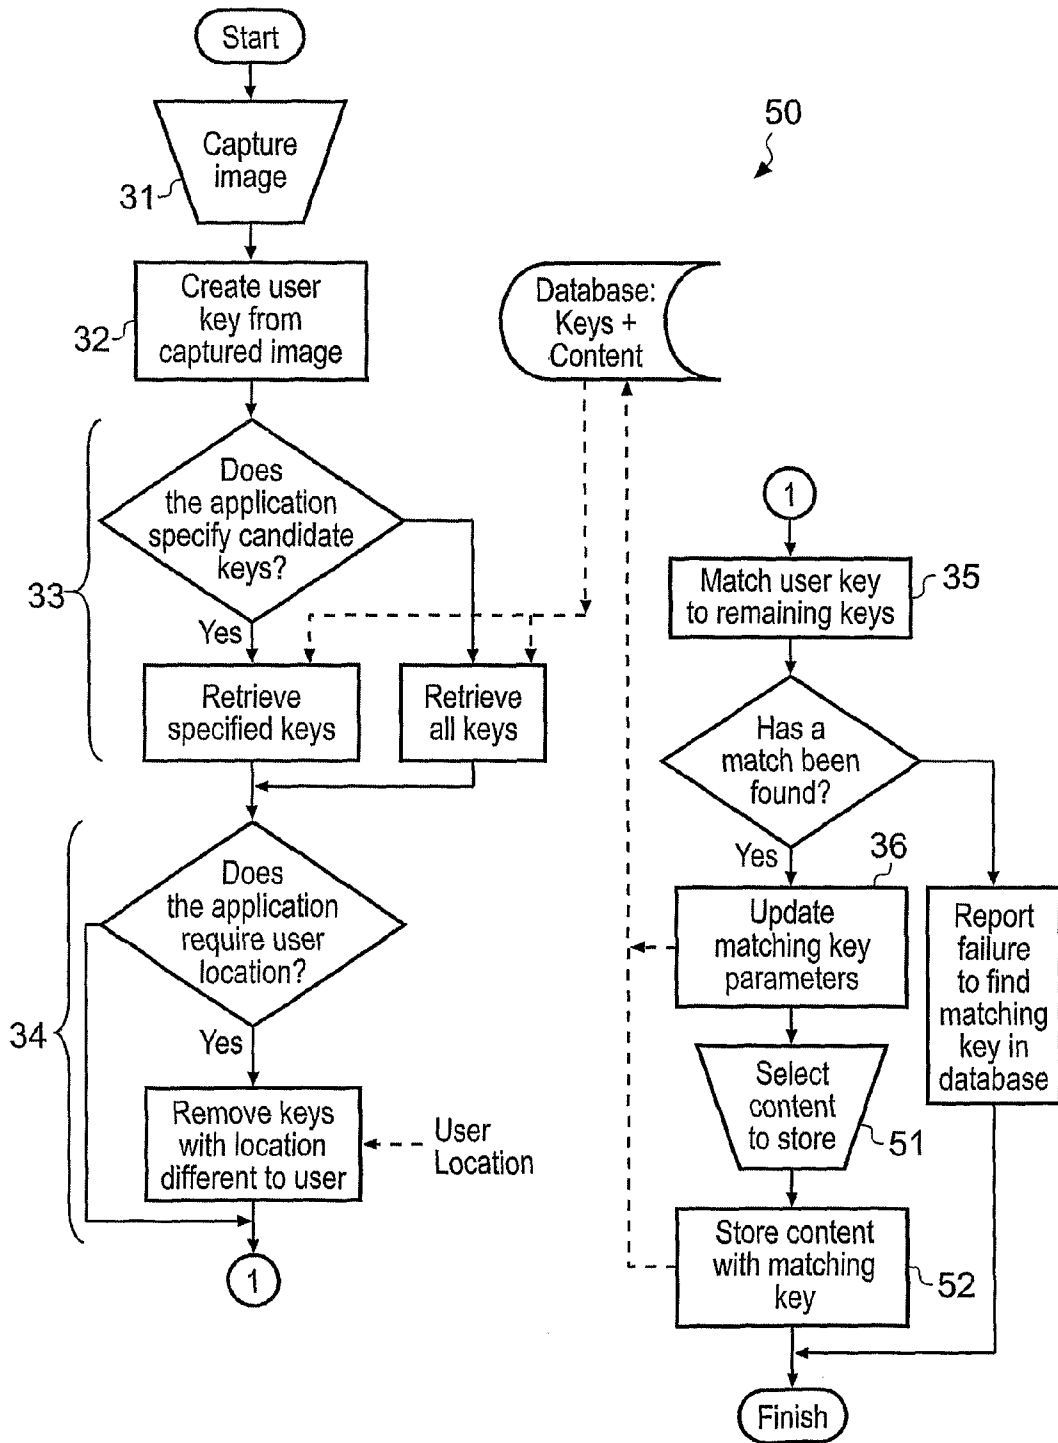 Start
50
Capture
image
31
Create user
key from
captured image
32
Database:
Keys +
Content
Does
the application
specify candidate
keys?
33
Yes
Retrieve
specified keys
Retrieve
all keys
Does
the application
require user
location?
34
Yes
Remove keys
with location
different to user
User
Location
1
1
Match user key
to remaining keys
35
Has a
match been
found?
Yes
36
Update
matching key
parameters
Report
failure
to find
matching
key in
database
Select
content
to store
51
Store content
with matching
key
52
Finish